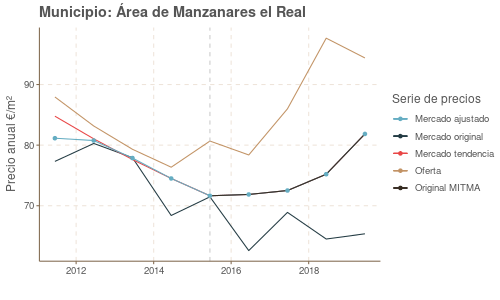 Municipio: Área de Manzanares el Real
Precio anual €/m²
90
80
70
2012
2014
2016
2018
Serie de precios
Mercado ajustado
Mercado original
Mercado tendencia
Oferta
Original MITMA